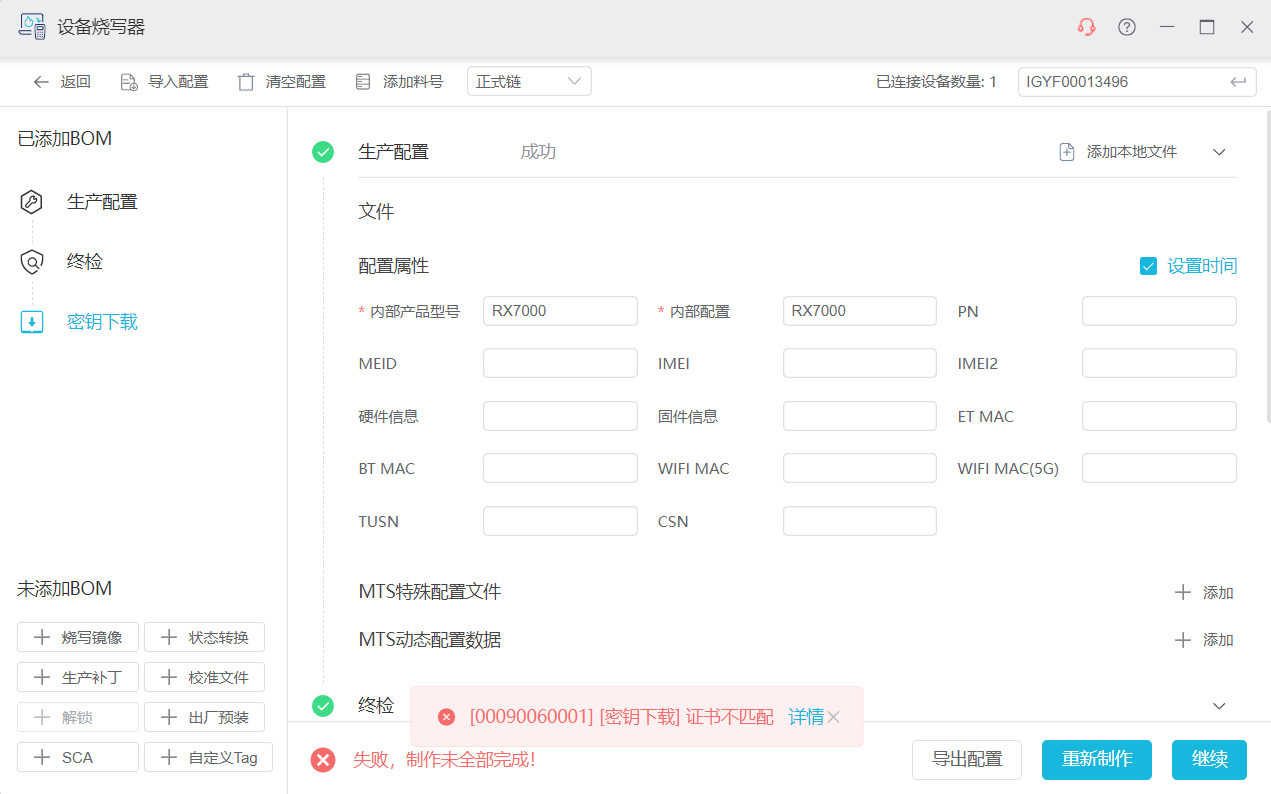 设备烧写器
返回 导入配置 清空配置 添加料号 正式链 已连接设备数量: 1 IGYF00013496
已添加BOM
生产配置
终检
密钥下载
未添加BOM
烧写镜像 状态转换
生产补丁 校准文件
解锁 出厂预装
SCA 自定义Tag
生产配置 成功 添加本地文件
文件
配置属性 设置时间
* 内部产品型号 RX7000 * 内部配置 RX7000 PN
MEID IMEI IMEI2
硬件信息 固件信息 ET MAC
BT MAC WIFI MAC WIFI MAC(5G)
TUSN CSN
MTS特殊配置文件 添加
MTS动态配置数据 添加
终检
[00090060001] [密钥下载] 证书不匹配 详情
失败，制作未全部完成！
导出配置 重新制作 继续